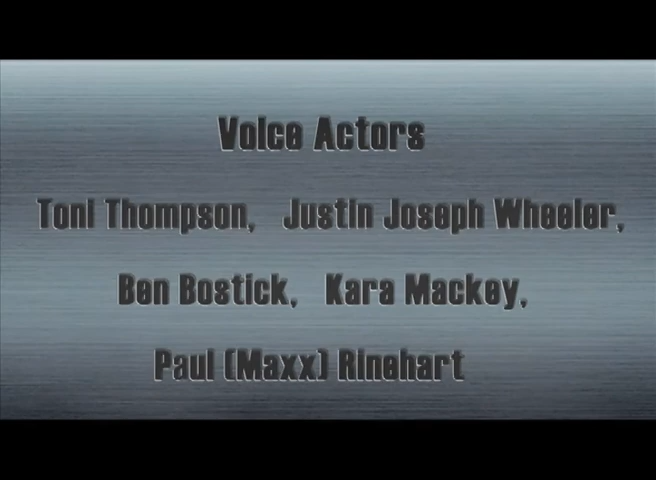 Voice Actors
Toni Thompson, Justin Joseph Wheeler,
Ben Bostick, Kara Mackey,
Paul (Maxx) Rinehart